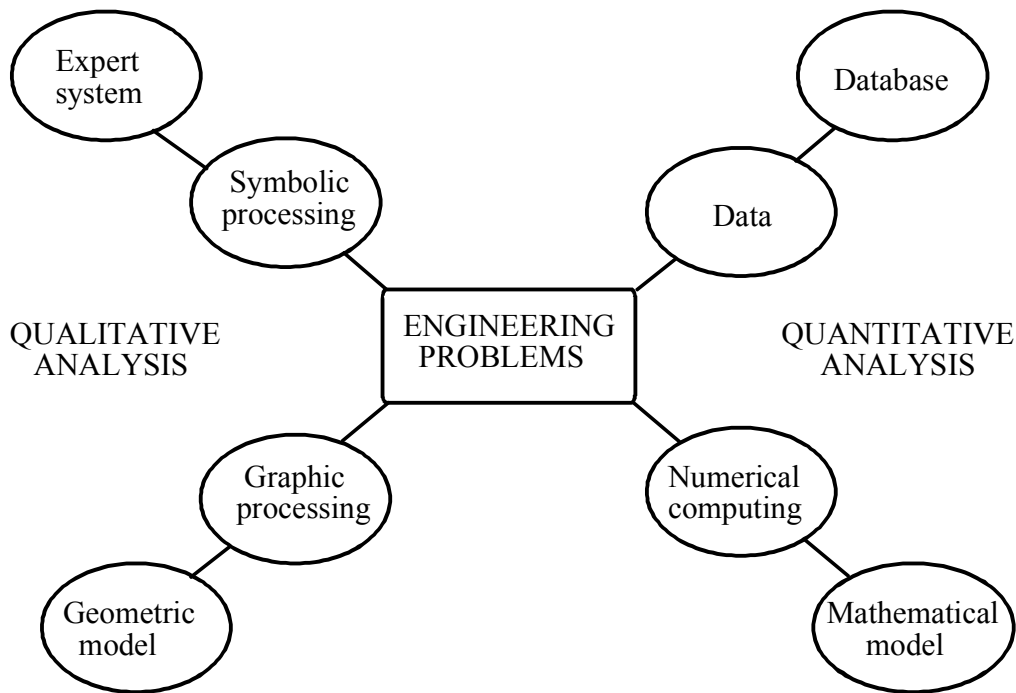 Expert
system
Database
Symbolic
processing
Data
QUALITATIVE
ANALYSIS
ENGINEERING
PROBLEMS
QUANTITATIVE
ANALYSIS
Graphic
processing
Numerical
computing
Geometric
model
Mathematical
model